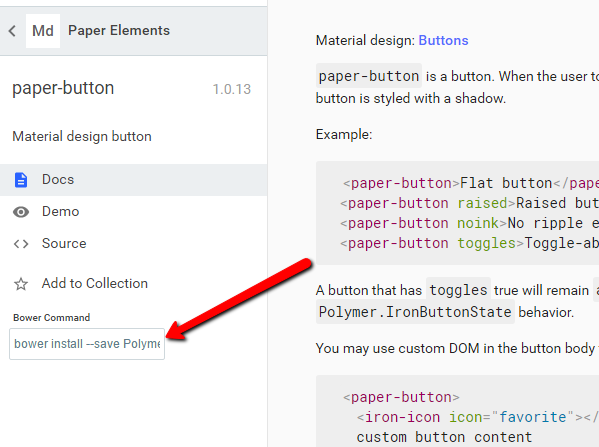 Md Paper Elements
paper-button 1.0.13
Material design button
Docs
Demo
Source
Add to Collection
Bower Command
bower install --save Polyme
Material design: Buttons
paper-button is a button. When the user to
button is styled with a shadow.
Example:
<paper-button>Flat button</pape
<paper-button raised>Raised but
<paper-button noink>No ripple e
<paper-button toggles>Toggle-ab
A button that has toggles true will remain a
Polymer.IronButtonState behavior.
You may use custom DOM in the button body
<paper-button>
<iron-icon icon="favorite"></
custom button content